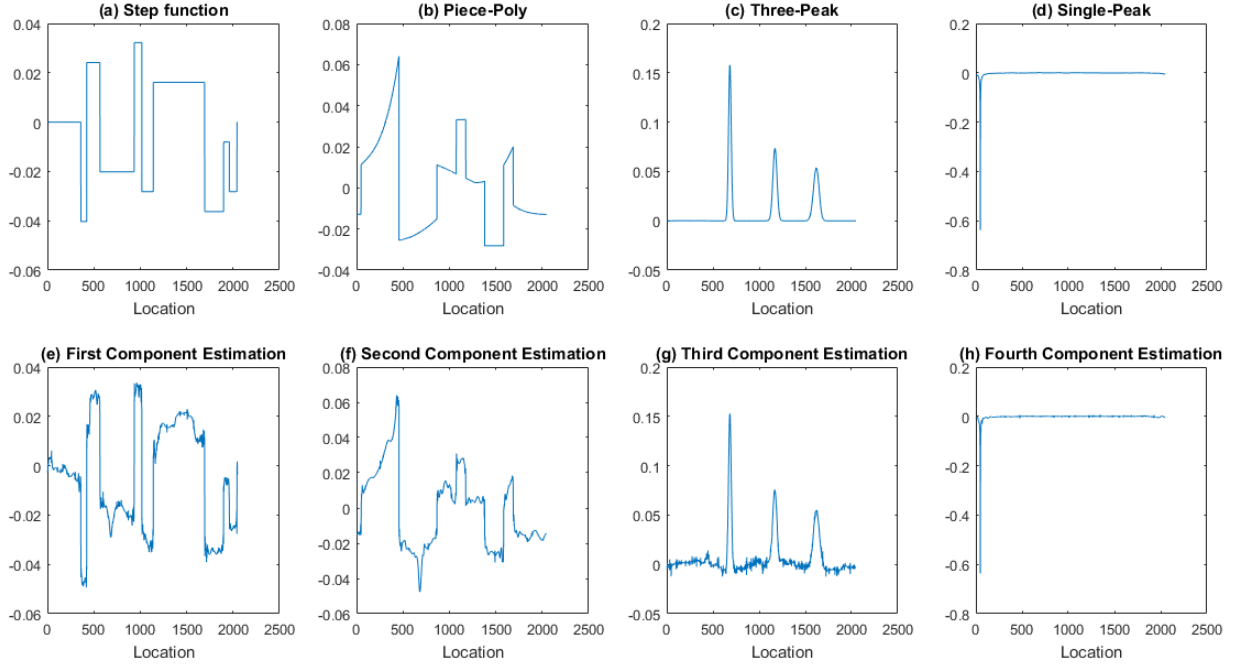 (a) Step function
0.04
0.02
0
-0.02
-0.04
-0.06
0 500 1000 1500 2000 2500
Location
(b) Piece-Poly
0.08
0.06
0.04
0.02
0
-0.02
-0.04
0 500 1000 1500 2000 2500
Location
(c) Three-Peak
0.2
0.15
0.1
0.05
0
-0.05
0 500 1000 1500 2000 2500
Location
(d) Single-Peak
0.2
0
-0.2
-0.4
-0.6
-0.8
0 500 1000 1500 2000 2500
Location
(e) First Component Estimation
0.04
0.02
0
-0.02
-0.04
-0.06
0 500 1000 1500 2000 2500
Location
(f) Second Component Estimation
0.08
0.06
0.04
0.02
0
-0.02
-0.04
-0.06
0 500 1000 1500 2000 2500
Location
(g) Third Component Estimation
0.2
0.15
0.1
0.05
0
-0.05
0 500 1000 1500 2000 2500
Location
(h) Fourth Component Estimation
0.2
0
-0.2
-0.4
-0.6
-0.8
0 500 1000 1500 2000 2500
Location